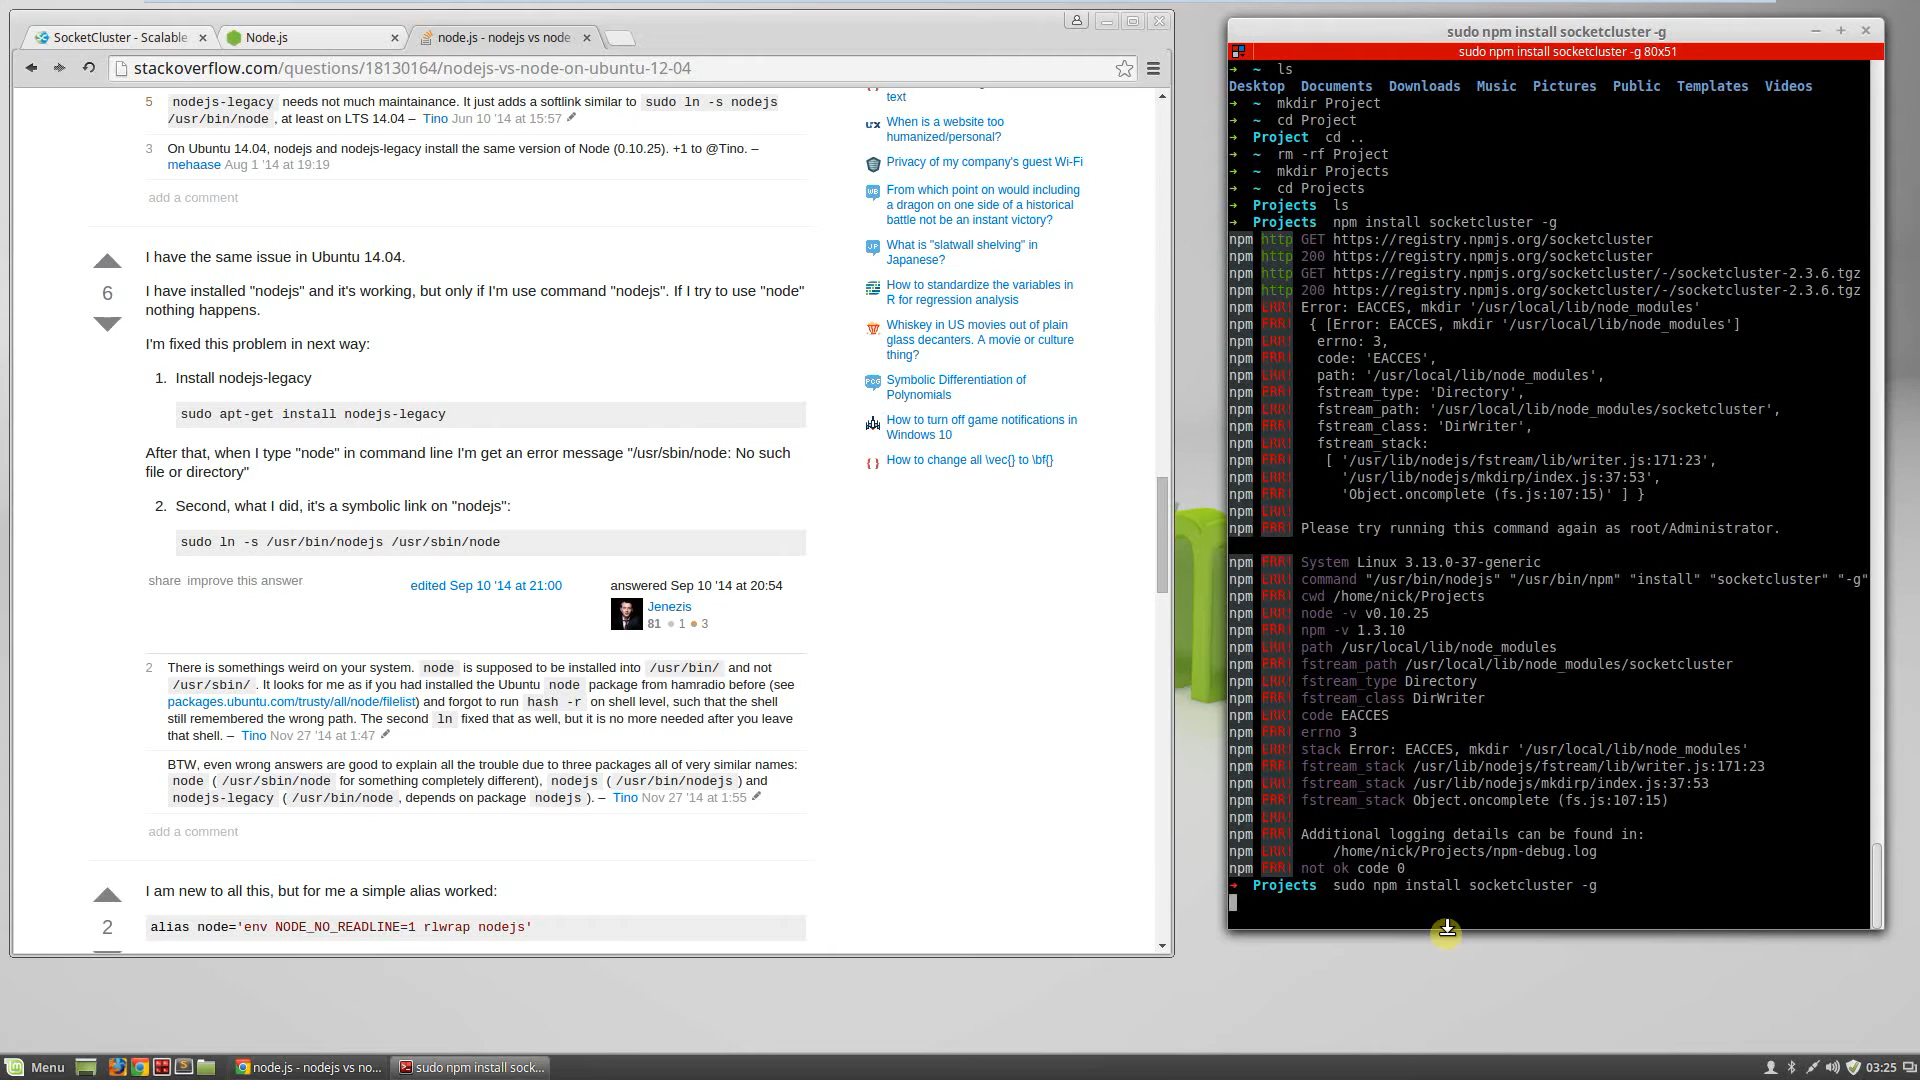 SocketCluster - Scalable
Node.js
node.js - nodejs vs node
stackoverflow.com/questions/18130164/nodejs-vs-node-on-ubuntu-12-04
5 nodejs-legacy needs not much maintainance. It just adds a softlink similar to sudo ln -s nodejs
/usr/bin/node , at least on LTS 14.04 – Tino Jun 10 '14 at 15:57
3 On Ubuntu 14.04, nodejs and nodejs-legacy install the same version of Node (0.10.25). +1 to @Tino. –
mehaase Aug 1 '14 at 19:19
add a comment
I have the same issue in Ubuntu 14.04.
6
I have installed "nodejs" and it's working, but only if I'm use command "nodejs". If I try to use "node"
nothing happens.
I'm fixed this problem in next way:
1. Install nodejs-legacy
sudo apt-get install nodejs-legacy
After that, when I type "node" in command line I'm get an error message "/usr/sbin/node: No such
file or directory"
2. Second, what I did, it's a symbolic link on "nodejs":
sudo ln -s /usr/bin/nodejs /usr/sbin/node
share improve this answer
edited Sep 10 '14 at 21:00
answered Sep 10 '14 at 20:54
Jenezis
81 1 3
2 There is somethings weird on your system. node is supposed to be installed into /usr/bin/ and not
/usr/sbin/ . It looks for me as if you had installed the Ubuntu node package from hamradio before (see
packages.ubuntu.com/trusty/all/node/filelist) and forgot to run hash -r on shell level, such that the shell
still remembered the wrong path. The second ln fixed that as well, but it is no more needed after you leave
that shell. – Tino Nov 27 '14 at 1:47
BTW, even wrong answers are good to explain all the trouble due to three packages all of very similar names:
node ( /usr/sbin/node for something completely different), nodejs ( /usr/bin/nodejs ) and
nodejs-legacy ( /usr/bin/node , depends on package nodejs ). – Tino Nov 27 '14 at 1:55
add a comment
I am new to all this, but for me a simple alias worked:
2
alias node='env NODE_NO_READLINE=1 rlwrap nodejs'
text
When is a website too
humanized/personal?
Privacy of my company's guest Wi-Fi
From which point on would including
a dragon on one side of a historical
battle not be an instant victory?
What is "slatwall shelving" in
Japanese?
How to standardize the variables in
R for regression analysis
Whiskey in US movies out of plain
glass decanters. A movie or culture
thing?
Symbolic Differentiation of
Polynomials
How to turn off game notifications in
Windows 10
How to change all \vec{} to \bf{}
sudo npm install socketcluster -g
sudo npm install socketcluster -g 80x51
➜ ~ ls
Desktop Documents Downloads Music Pictures Public Templates Videos
➜ ~ mkdir Project
➜ ~ cd Project
➜ Project cd ..
➜ ~ rm -rf Project
➜ ~ mkdir Projects
➜ ~ cd Projects
➜ Projects ls
➜ Projects npm install socketcluster -g
npm http GET https://registry.npmjs.org/socketcluster
npm http 200 https://registry.npmjs.org/socketcluster
npm http GET https://registry.npmjs.org/socketcluster/-/socketcluster-2.3.6.tgz
npm http 200 https://registry.npmjs.org/socketcluster/-/socketcluster-2.3.6.tgz
npm ERR! Error: EACCES, mkdir '/usr/local/lib/node_modules'
npm ERR! { [Error: EACCES, mkdir '/usr/local/lib/node_modules']
npm ERR! errno: 3,
npm ERR! code: 'EACCES',
npm ERR! path: '/usr/local/lib/node_modules',
npm ERR! fstream_type: 'Directory',
npm ERR! fstream_path: '/usr/local/lib/node_modules/socketcluster',
npm ERR! fstream_class: 'DirWriter',
npm ERR! fstream_stack:
npm ERR! [ '/usr/lib/nodejs/fstream/lib/writer.js:171:23',
npm ERR! '/usr/lib/nodejs/mkdirp/index.js:37:53',
npm ERR! 'Object.oncomplete (fs.js:107:15)' ] }
npm ERR!
npm ERR! Please try running this command again as root/Administrator.
npm ERR! System Linux 3.13.0-37-generic
npm ERR! command "/usr/bin/nodejs" "/usr/bin/npm" "install" "socketcluster" "-g"
npm ERR! cwd /home/nick/Projects
npm ERR! node -v v0.10.25
npm ERR! npm -v 1.3.10
npm ERR! path /usr/local/lib/node_modules
npm ERR! fstream_path /usr/local/lib/node_modules/socketcluster
npm ERR! fstream_type Directory
npm ERR! fstream_class DirWriter
npm ERR! code EACCES
npm ERR! errno 3
npm ERR! stack Error: EACCES, mkdir '/usr/local/lib/node_modules'
npm ERR! fstream_stack /usr/lib/nodejs/fstream/lib/writer.js:171:23
npm ERR! fstream_stack /usr/lib/nodejs/mkdirp/index.js:37:53
npm ERR! fstream_stack Object.oncomplete (fs.js:107:15)
npm ERR!
npm ERR! Additional logging details can be found in:
npm ERR! /home/nick/Projects/npm-debug.log
npm ERR! not ok code 0
➜ Projects sudo npm install socketcluster -g
Menu
node.js - nodejs vs no...
sudo npm install sock...
03:25